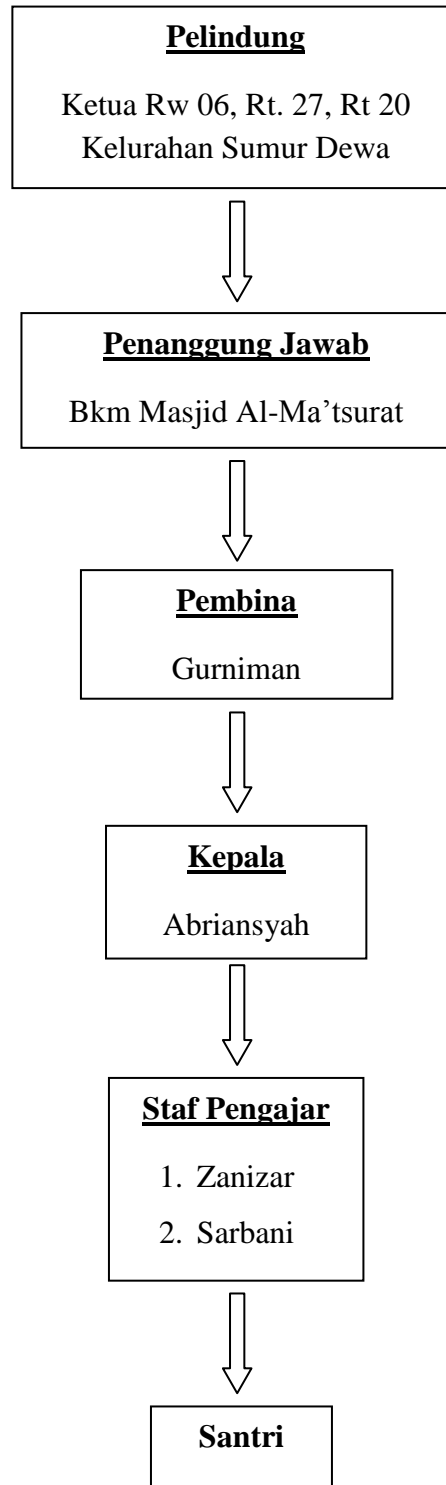 Pelindung
Ketua Rw 06, Rt. 27, Rt 20
Kelurahan Sumur Dewa
Penanggung Jawab
Bkm Masjid Al-Ma’tsurat
Pembina
Gurniman
Kepala
Abriansyah
Staf Pengajar
1. Zanizar
2. Sarbani
Santri